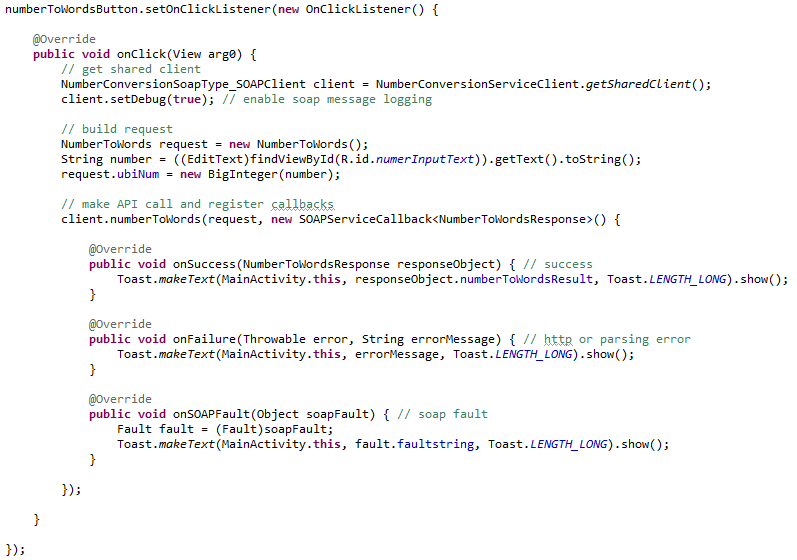 numberToWordsButton.setOnClickListener(new OnClickListener() {
@Override
public void onClick(View arg0) {
// get shared client
NumberConversionSoapType_SOAPClient client = NumberConversionServiceClient.getSharedClient();
client.setDebug(true); // enable soap message logging
// build request
NumberToWords request = new NumberToWords();
String number = ((EditText)findViewById(R.id.numerInputText)).getText().toString();
request.ubiNum = new BigInteger(number);
// make API call and register callbacks
client.numberToWords(request, new SOAPServiceCallback<NumberToWordsResponse>() {
@Override
public void onSuccess(NumberToWordsResponse responseObject) { // success
Toast.makeText(MainActivity.this, responseObject.numberToWordsResult, Toast.LENGTH_LONG).show();
}
@Override
public void onFailure(Throwable error, String errorMessage) { // http or parsing error
Toast.makeText(MainActivity.this, errorMessage, Toast.LENGTH_LONG).show();
}
@Override
public void onSOAPFault(Object soapFault) { // soap fault
Fault fault = (Fault)soapFault;
Toast.makeText(MainActivity.this, fault.faultstring, Toast.LENGTH_LONG).show();
}
});
}
});